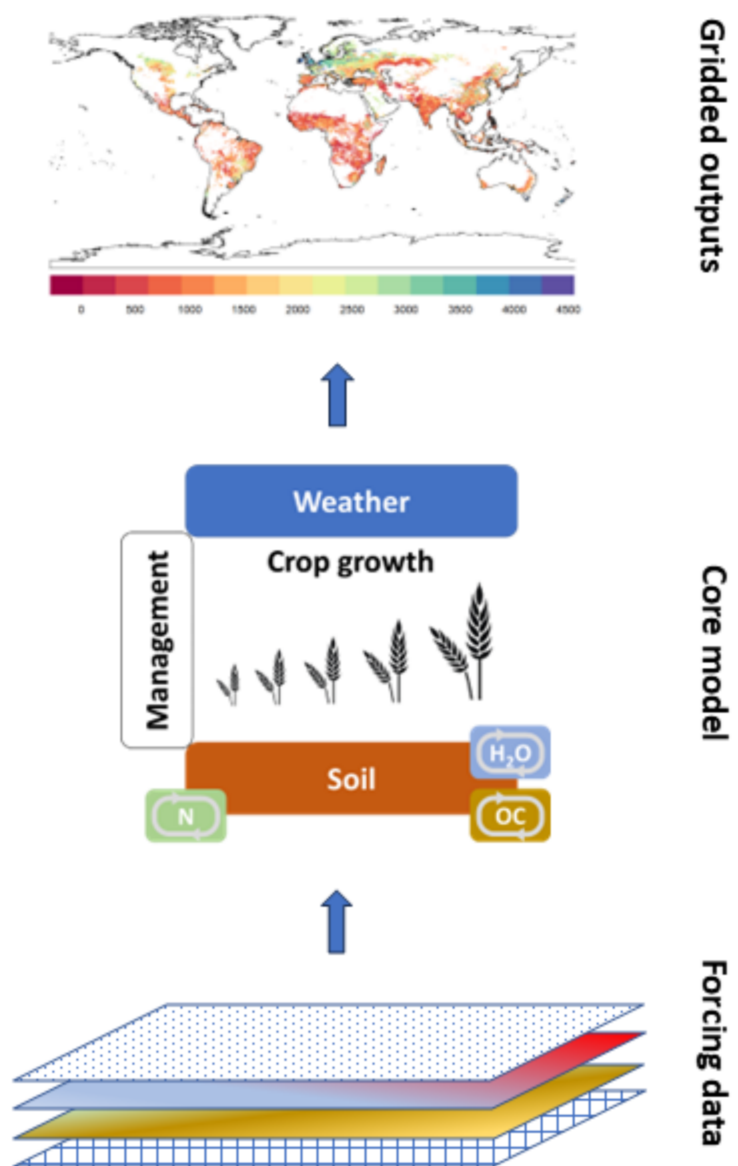 Gridded outputs
0 500 1000 1500 2000 2500 3000 3500 4000 4500
Weather
Management
Crop growth
Core model
Soil
H₂O
N
OC
Forcing data